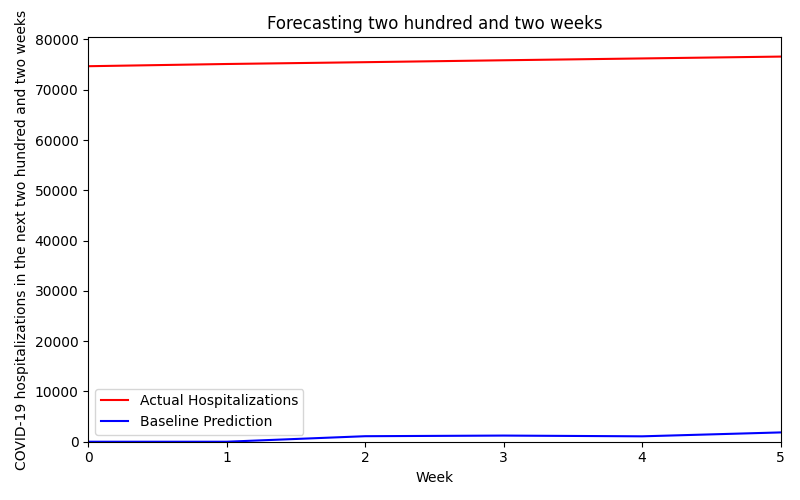 Forecasting two hundred and two weeks
COVID-19 hospitalizations in the next two hundred and two weeks
80000
70000
60000
50000
40000
30000
20000
10000
0
Actual Hospitalizations
Baseline Prediction
0 1 2 3 4 5
Week